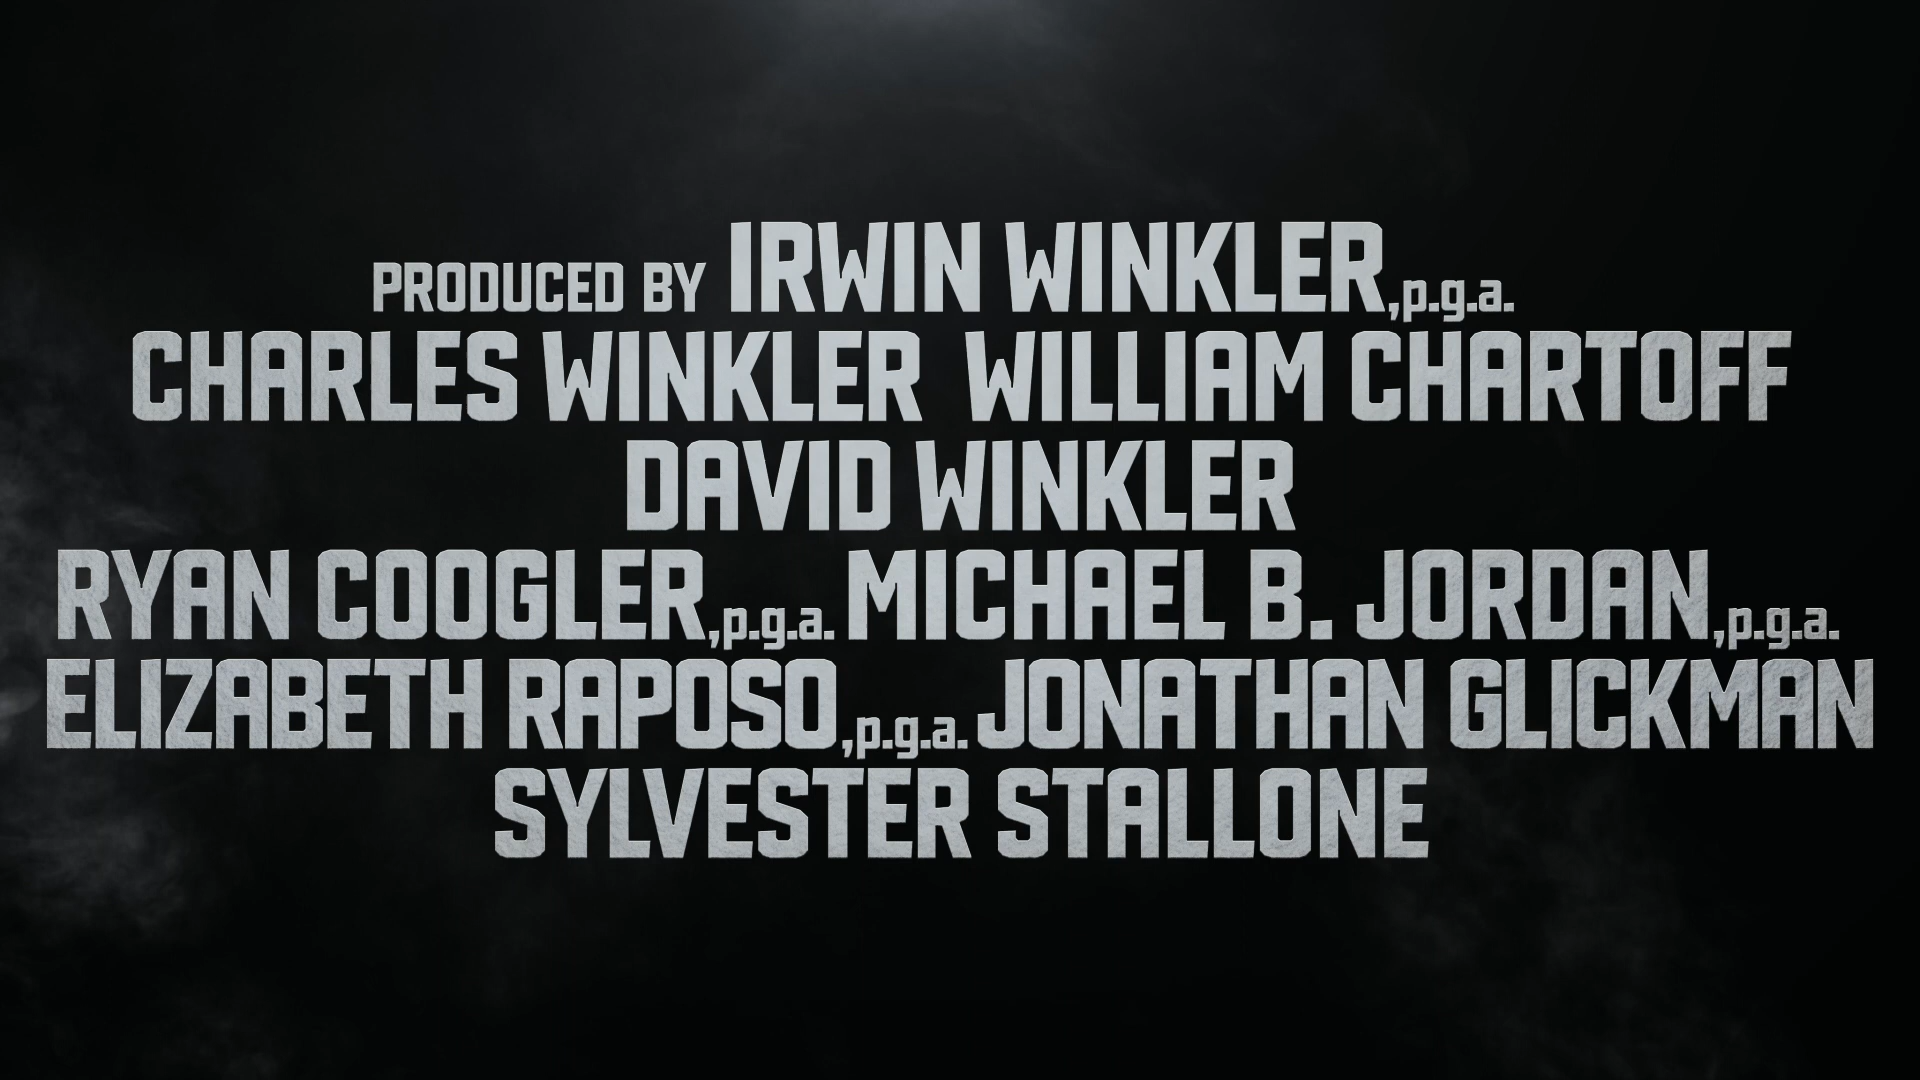 PRODUCED BY IRWIN WINKLER,p.g.a.
CHARLES WINKLER WILLIAM CHARTOFF
DAVID WINKLER
RYAN COOGLER,p.g.a. MICHAEL B. JORDAN,p.g.a.
ELIZABETH RAPOSO,p.g.a. JONATHAN GLICKMAN
SYLVESTER STALLONE